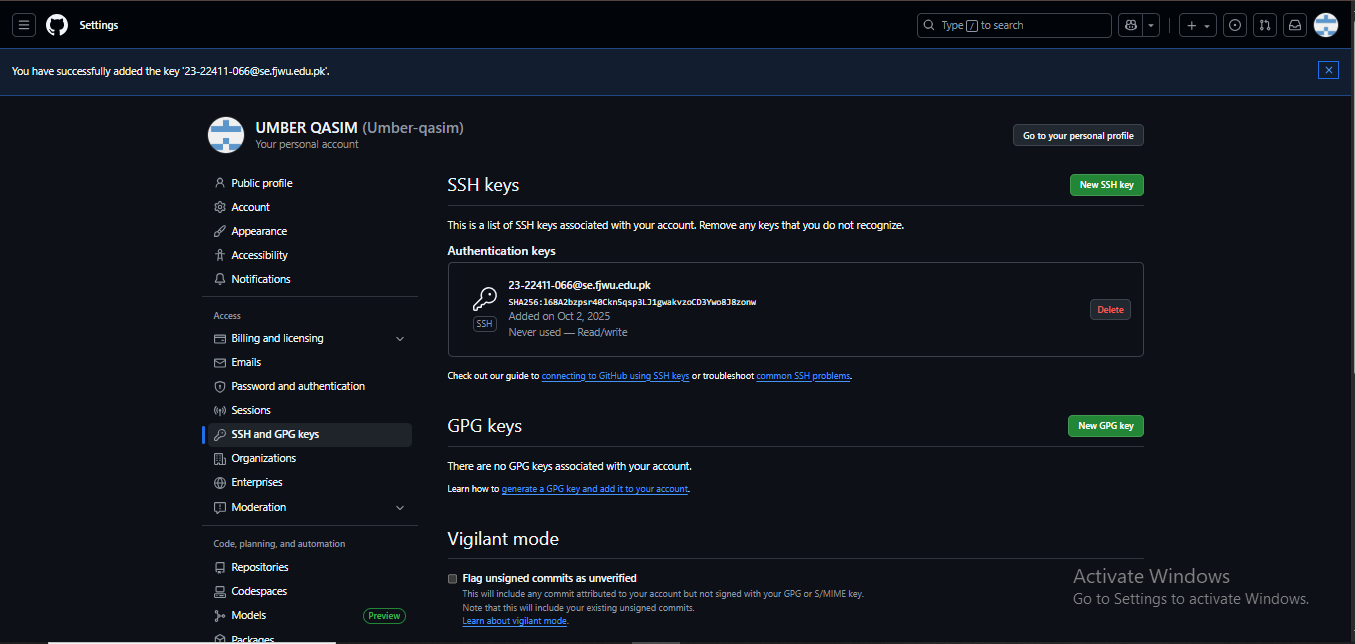 Settings
Type / to search
You have successfully added the key '23-22411-066@se.fjwu.edu.pk'.
UMBER QASIM (Umber-qasim)
Your personal account
Go to your personal profile
Public profile
Account
Appearance
Accessibility
Notifications
Access
Billing and licensing
Emails
Password and authentication
Sessions
SSH and GPG keys
Organizations
Enterprises
Moderation
Code, planning, and automation
Repositories
Codespaces
Models Preview
Packages
SSH keys
New SSH key
This is a list of SSH keys associated with your account. Remove any keys that you do not recognize.
Authentication keys
23-22411-066@se.fjwu.edu.pk
SHA256:l68A2bzpsr40Ckn5qsp3LJ1gwakvzoCD3Ywo8J8zonw
SSH
Added on Oct 2, 2025
Never used — Read/write
Delete
Check out our guide to connecting to GitHub using SSH keys or troubleshoot common SSH problems.
GPG keys
New GPG key
There are no GPG keys associated with your account.
Learn how to generate a GPG key and add it to your account.
Vigilant mode
Flag unsigned commits as unverified
This will include any commit attributed to your account but not signed with your GPG or S/MIME key.
Note that this will include your existing unsigned commits.
Learn about vigilant mode.
Activate Windows
Go to Settings to activate Windows.